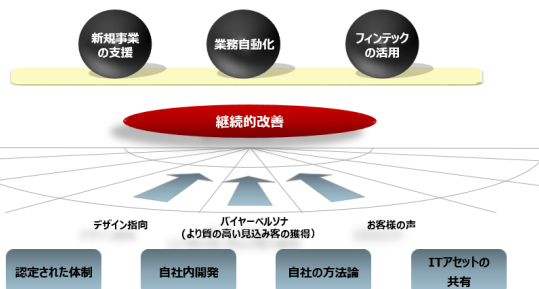 新規事業
の支援
業務自動化
フィンテック
の活用
継続的改善
デザイン指向
バイヤーペルソナ
(より質の高い見込み客の獲得)
お客様の声
認定された体制
自社内開発
自社の方法論
ITアセットの
共有